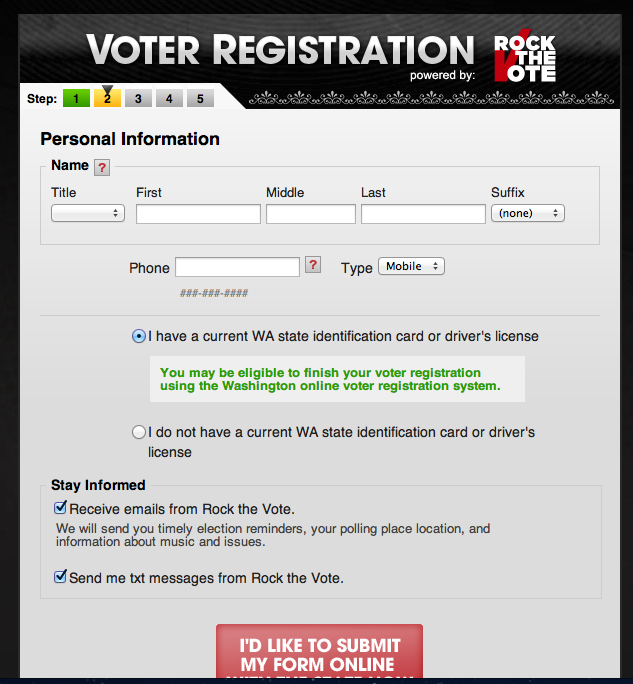 VOTER REGISTRATION
powered by:
ROCK
THE
VOTE
Step: 1 2 3 4 5
Personal Information
Name ?
Title First Middle Last Suffix
(none)
Phone ? Type Mobile
###-###-####
I have a current WA state identification card or driver's license
You may be eligible to finish your voter registration
using the Washington online voter registration system.
I do not have a current WA state identification card or driver's
license
Stay Informed
Receive emails from Rock the Vote.
We will send you timely election reminders, your polling place location, and
information about music and issues.
Send me txt messages from Rock the Vote.
I'D LIKE TO SUBMIT
MY FORM ONLINE
WITH THE STATE NOW